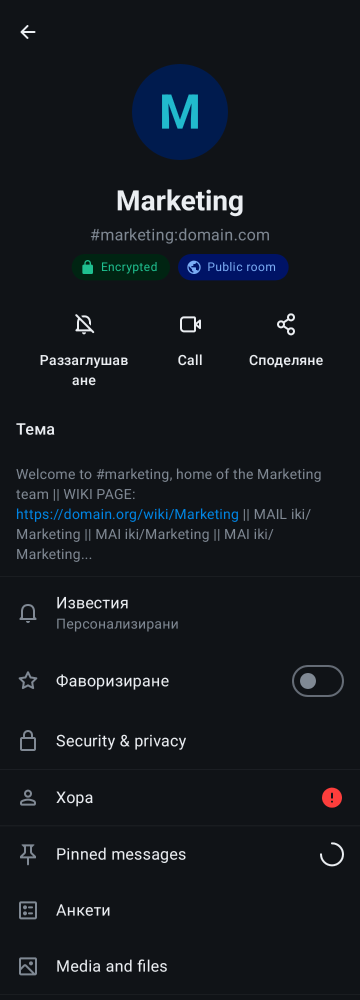 M
Marketing
#marketing:domain.com
Encrypted
Public room
Раззаглушав
ане
Call
Споделяне
Тема
Welcome to #marketing, home of the Marketing
team || WIKI PAGE:
https://domain.org/wiki/Marketing || MAIL iki/
Marketing || MAI iki/Marketing || MAI iki/
Marketing...
Известия
Персонализирани
Фаворизиране
Security & privacy
Хора
Pinned messages
Анкети
Media and files